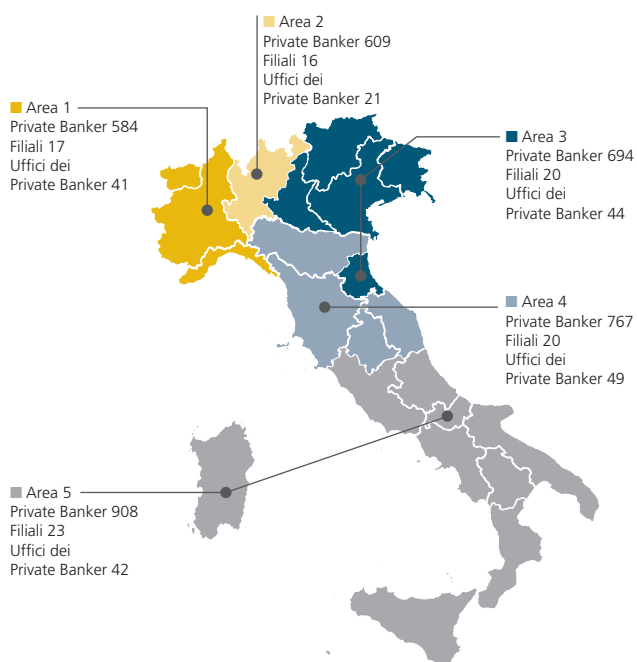 Area 2
Private Banker 609
Filiali 16
Uffici dei
Private Banker 21
Area 1
Private Banker 584
Filiali 17
Uffici dei
Private Banker 41
Area 3
Private Banker 694
Filiali 20
Uffici dei
Private Banker 44
Area 4
Private Banker 767
Filiali 20
Uffici dei
Private Banker 49
Area 5
Private Banker 908
Filiali 23
Uffici dei
Private Banker 42